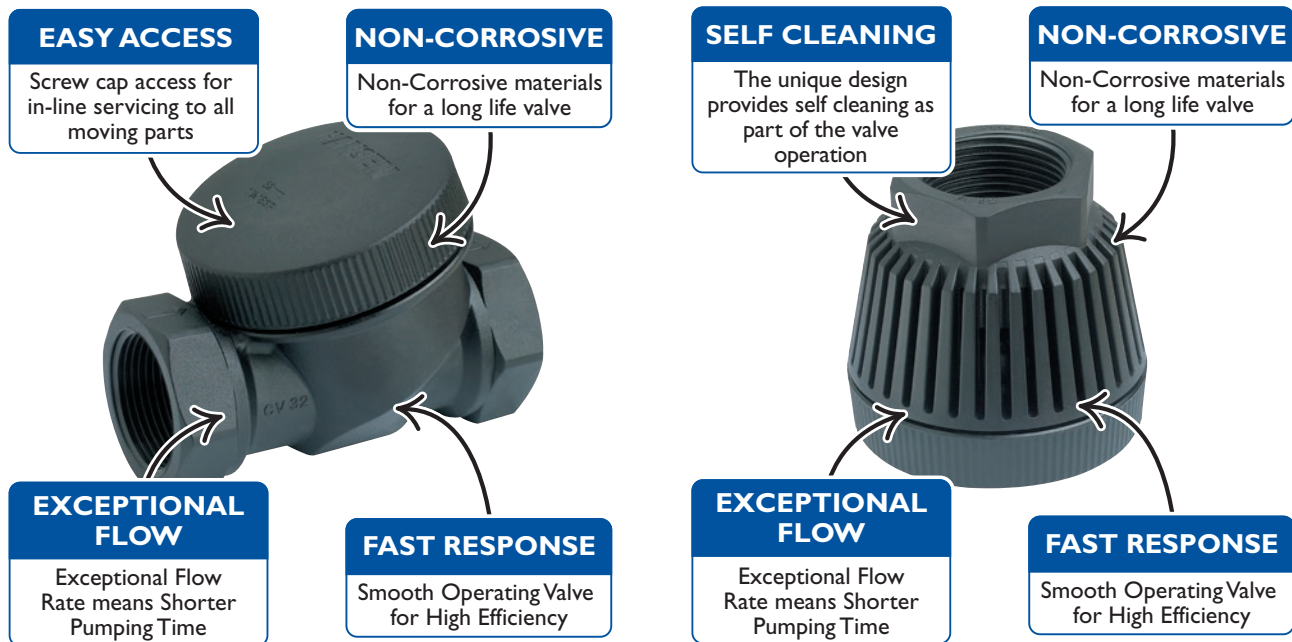 EASY ACCESS
Screw cap access for
in-line servicing to all
moving parts
NON-CORROSIVE
Non-Corrosive materials
for a long life valve
HANSEN
CV 32
EXCEPTIONAL
FLOW
Exceptional Flow
Rate means Shorter
Pumping Time
FAST RESPONSE
Smooth Operating Valve
for High Efficiency
SELF CLEANING
The unique design
provides self cleaning as
part of the valve
operation
NON-CORROSIVE
Non-Corrosive materials
for a long life valve
EXCEPTIONAL
FLOW
Exceptional Flow
Rate means Shorter
Pumping Time
FAST RESPONSE
Smooth Operating Valve
for High Efficiency